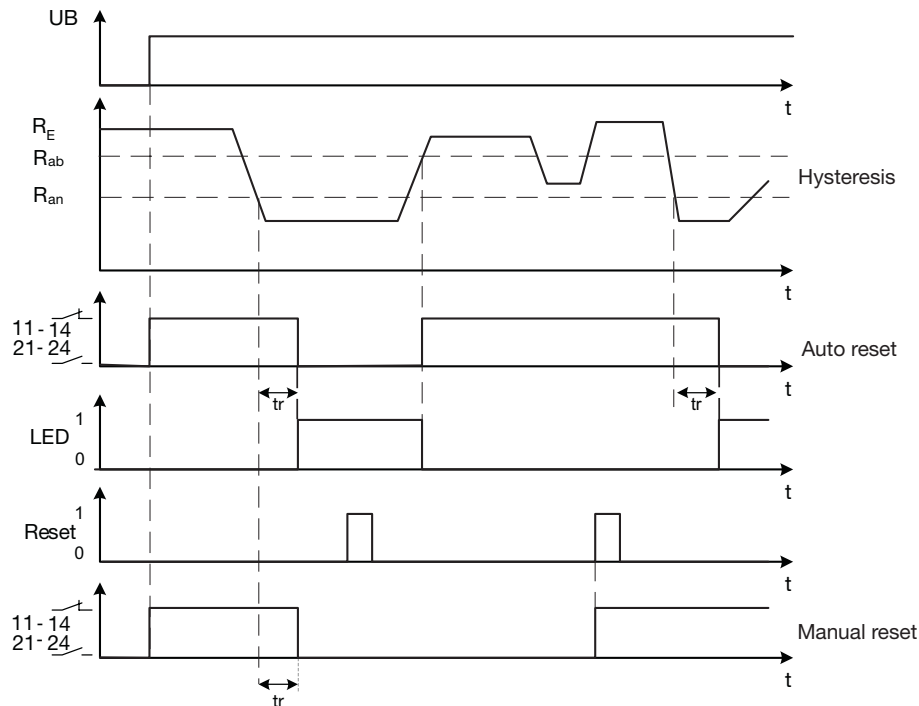 UB
t
R_E
R_ab
R_an
Hysteresis
t
11-14
21-24
Auto reset
t
tr
tr
1
LED
0
t
1
Reset
0
t
11-14
21-24
Manual reset
t
tr